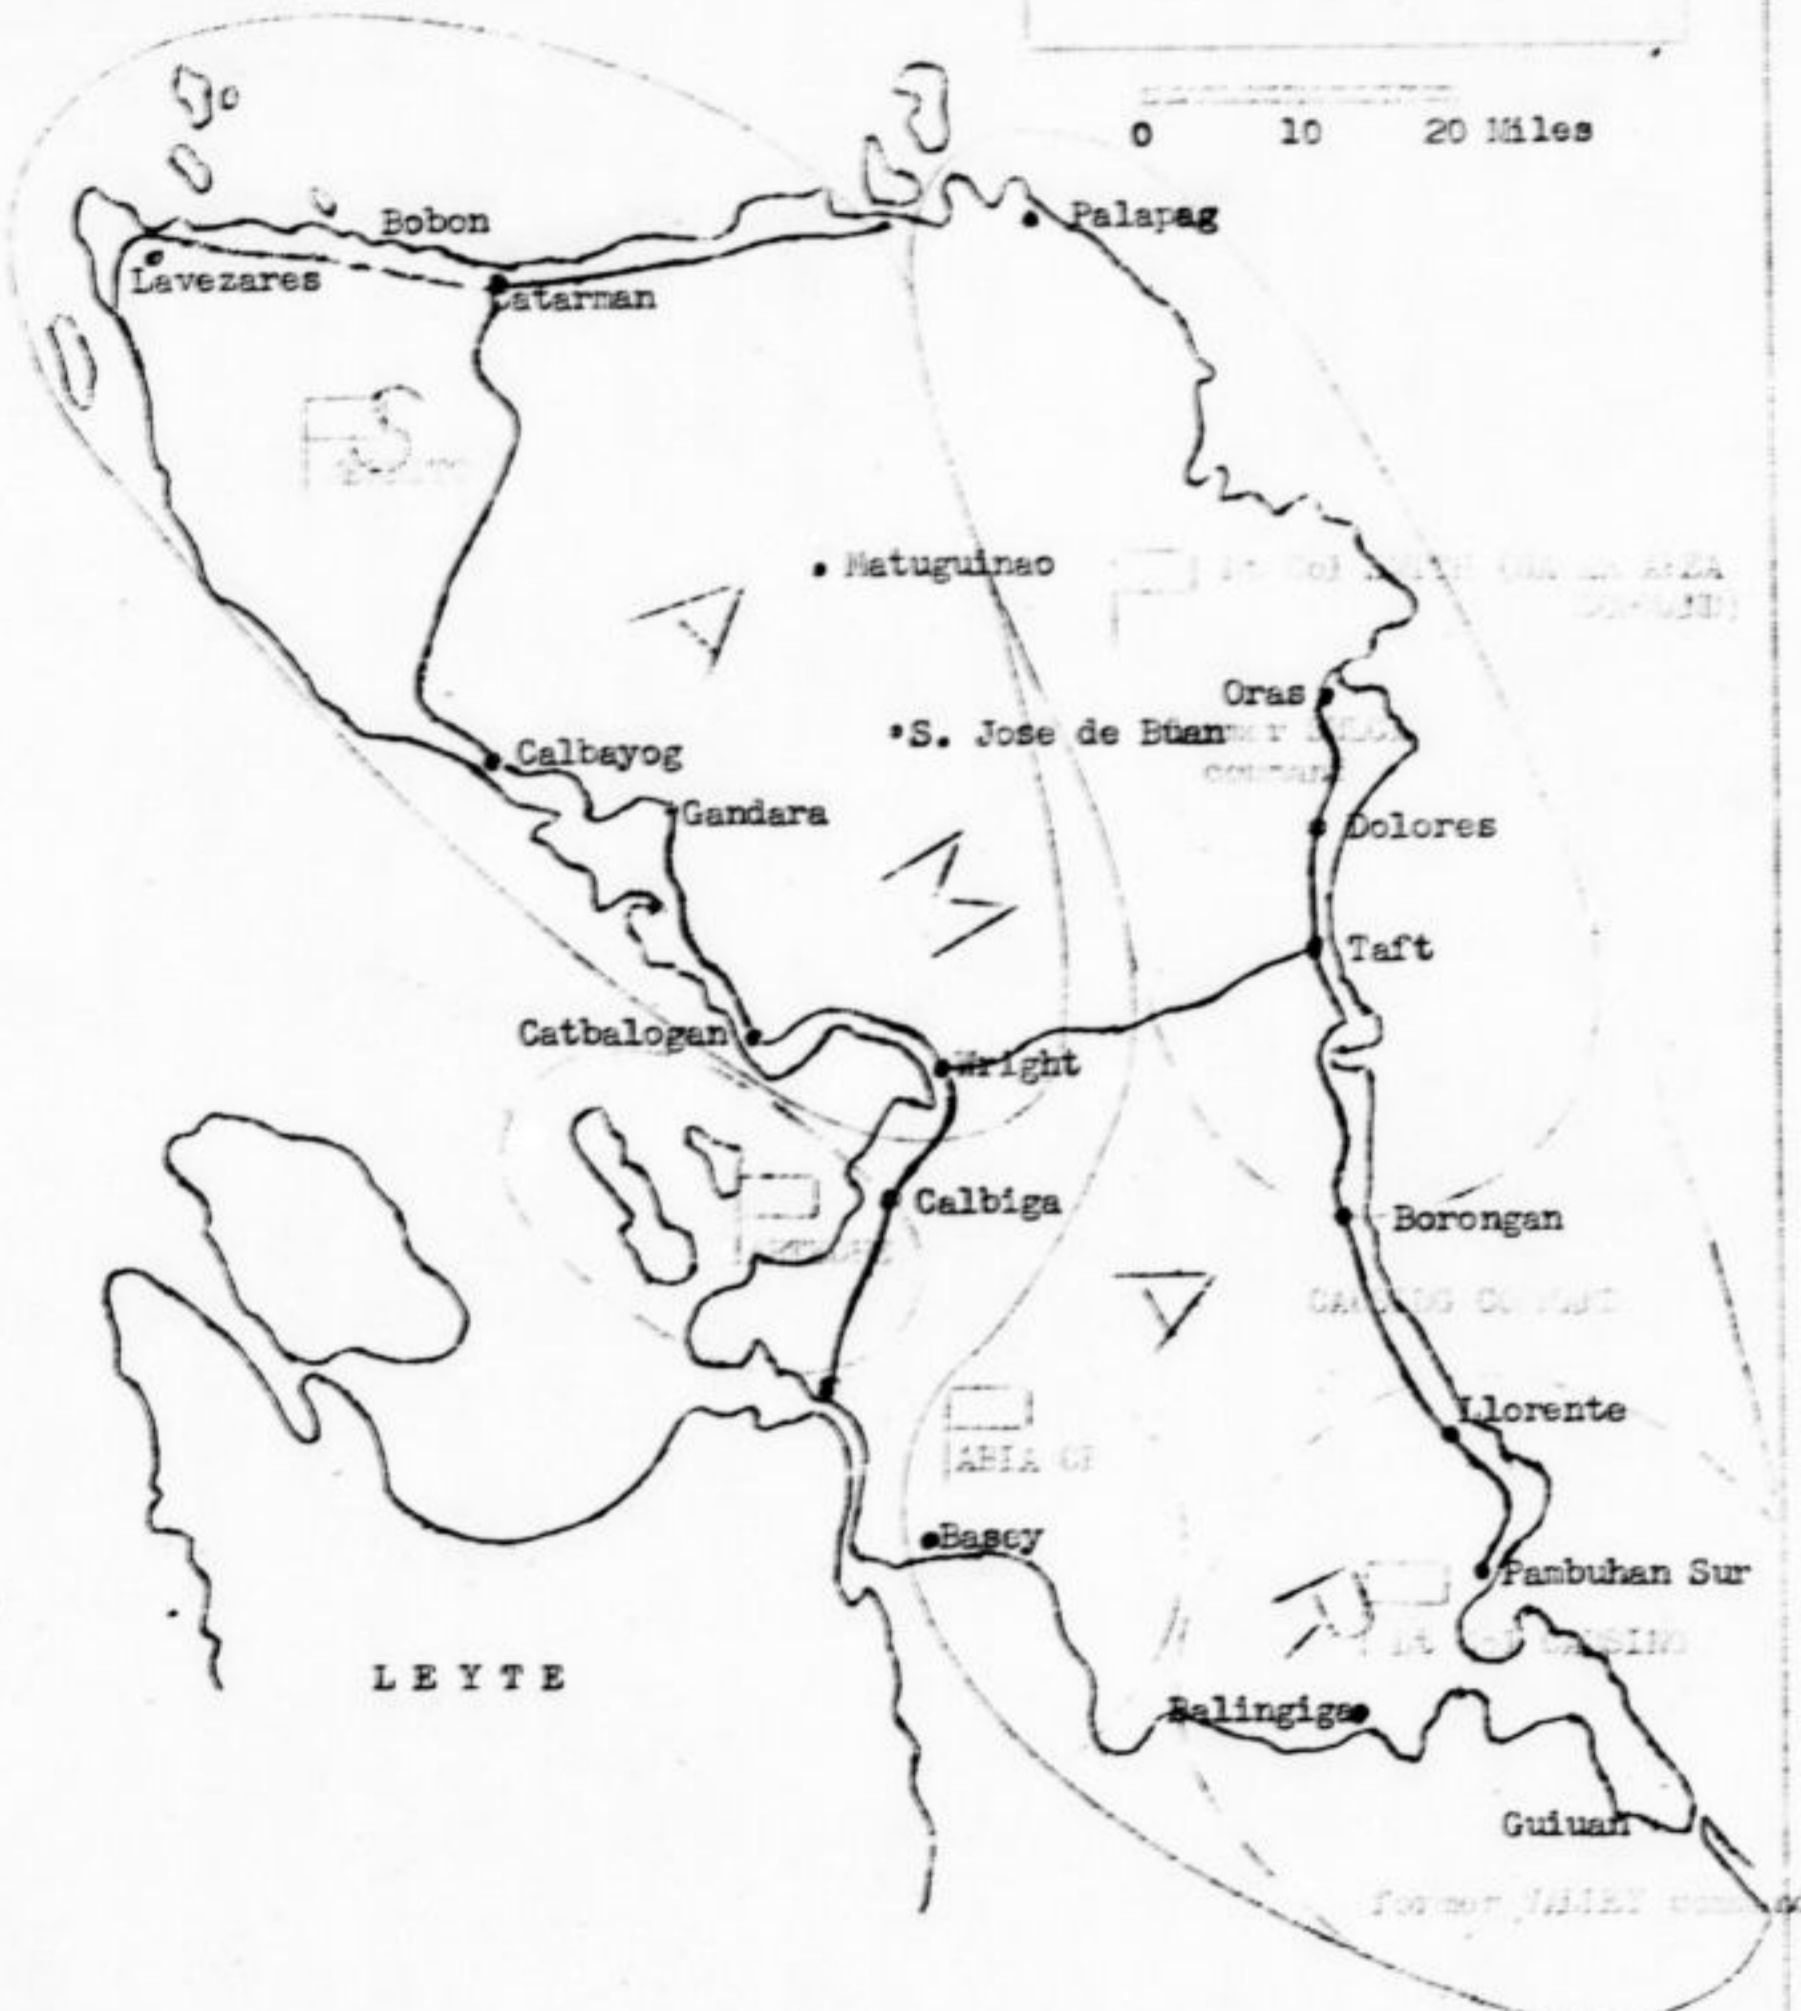 0 10 20 Miles
Bobon
Palapag
Lavezares
Catarman
S
Matuguinao
A
Oras
S. Jose de Buan
Calbayog
Gandara
Dolores
M
Taft
Catbalogan
Wright
Calbiga
Borongan
A
Llorente
Basey
Pambuhan Sur
R
LEYTE
Balingiga
Guiuan
former